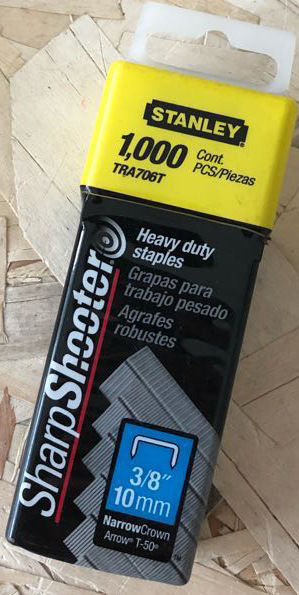 STANLEY®
1,000 Cont.
PCS/Piezas
TRA706T
SharpShooter
Heavy duty
staples
Grapas para
trabajo pesado
Agrafes
robustes
3/8"
10mm
NarrowCrown
Arrow® T-50®